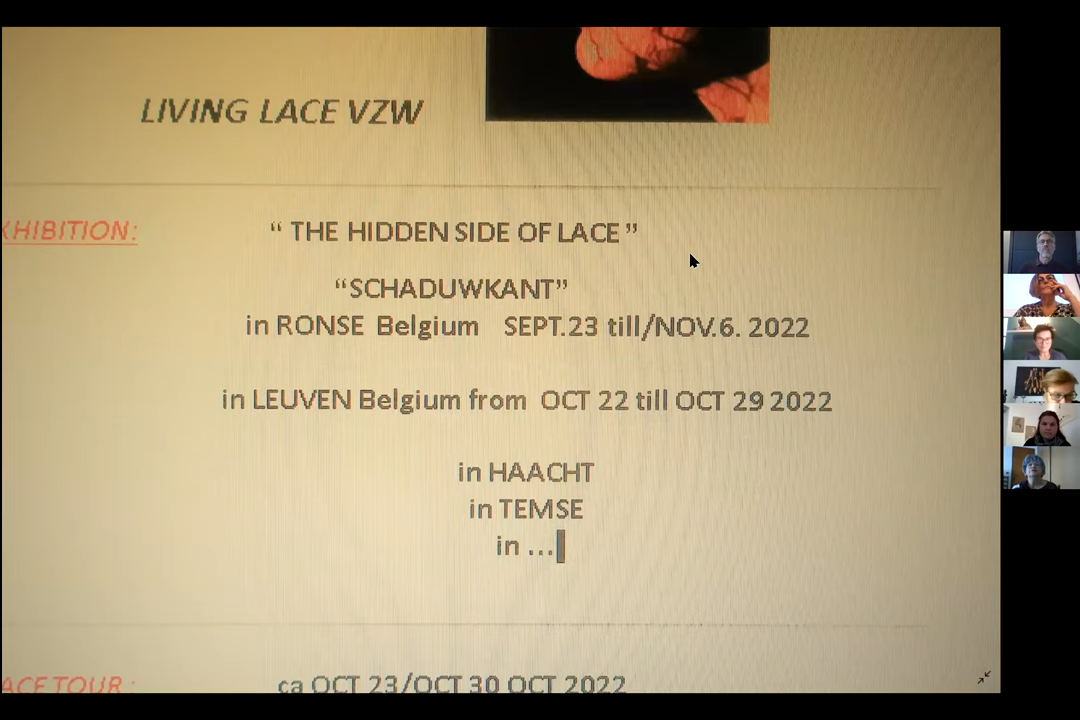 LIVING LACE VZW
XHIBITION:
“ THE HIDDEN SIDE OF LACE ”
“SCHADUWKANT”
in RONSE Belgium SEPT.23 till/NOV.6. 2022
in LEUVEN Belgium from OCT 22 till OCT 29 2022
in HAACHT
in TEMSE
in ...
ACE TOUR :
ca OCT 23/OCT 30 OCT 2022